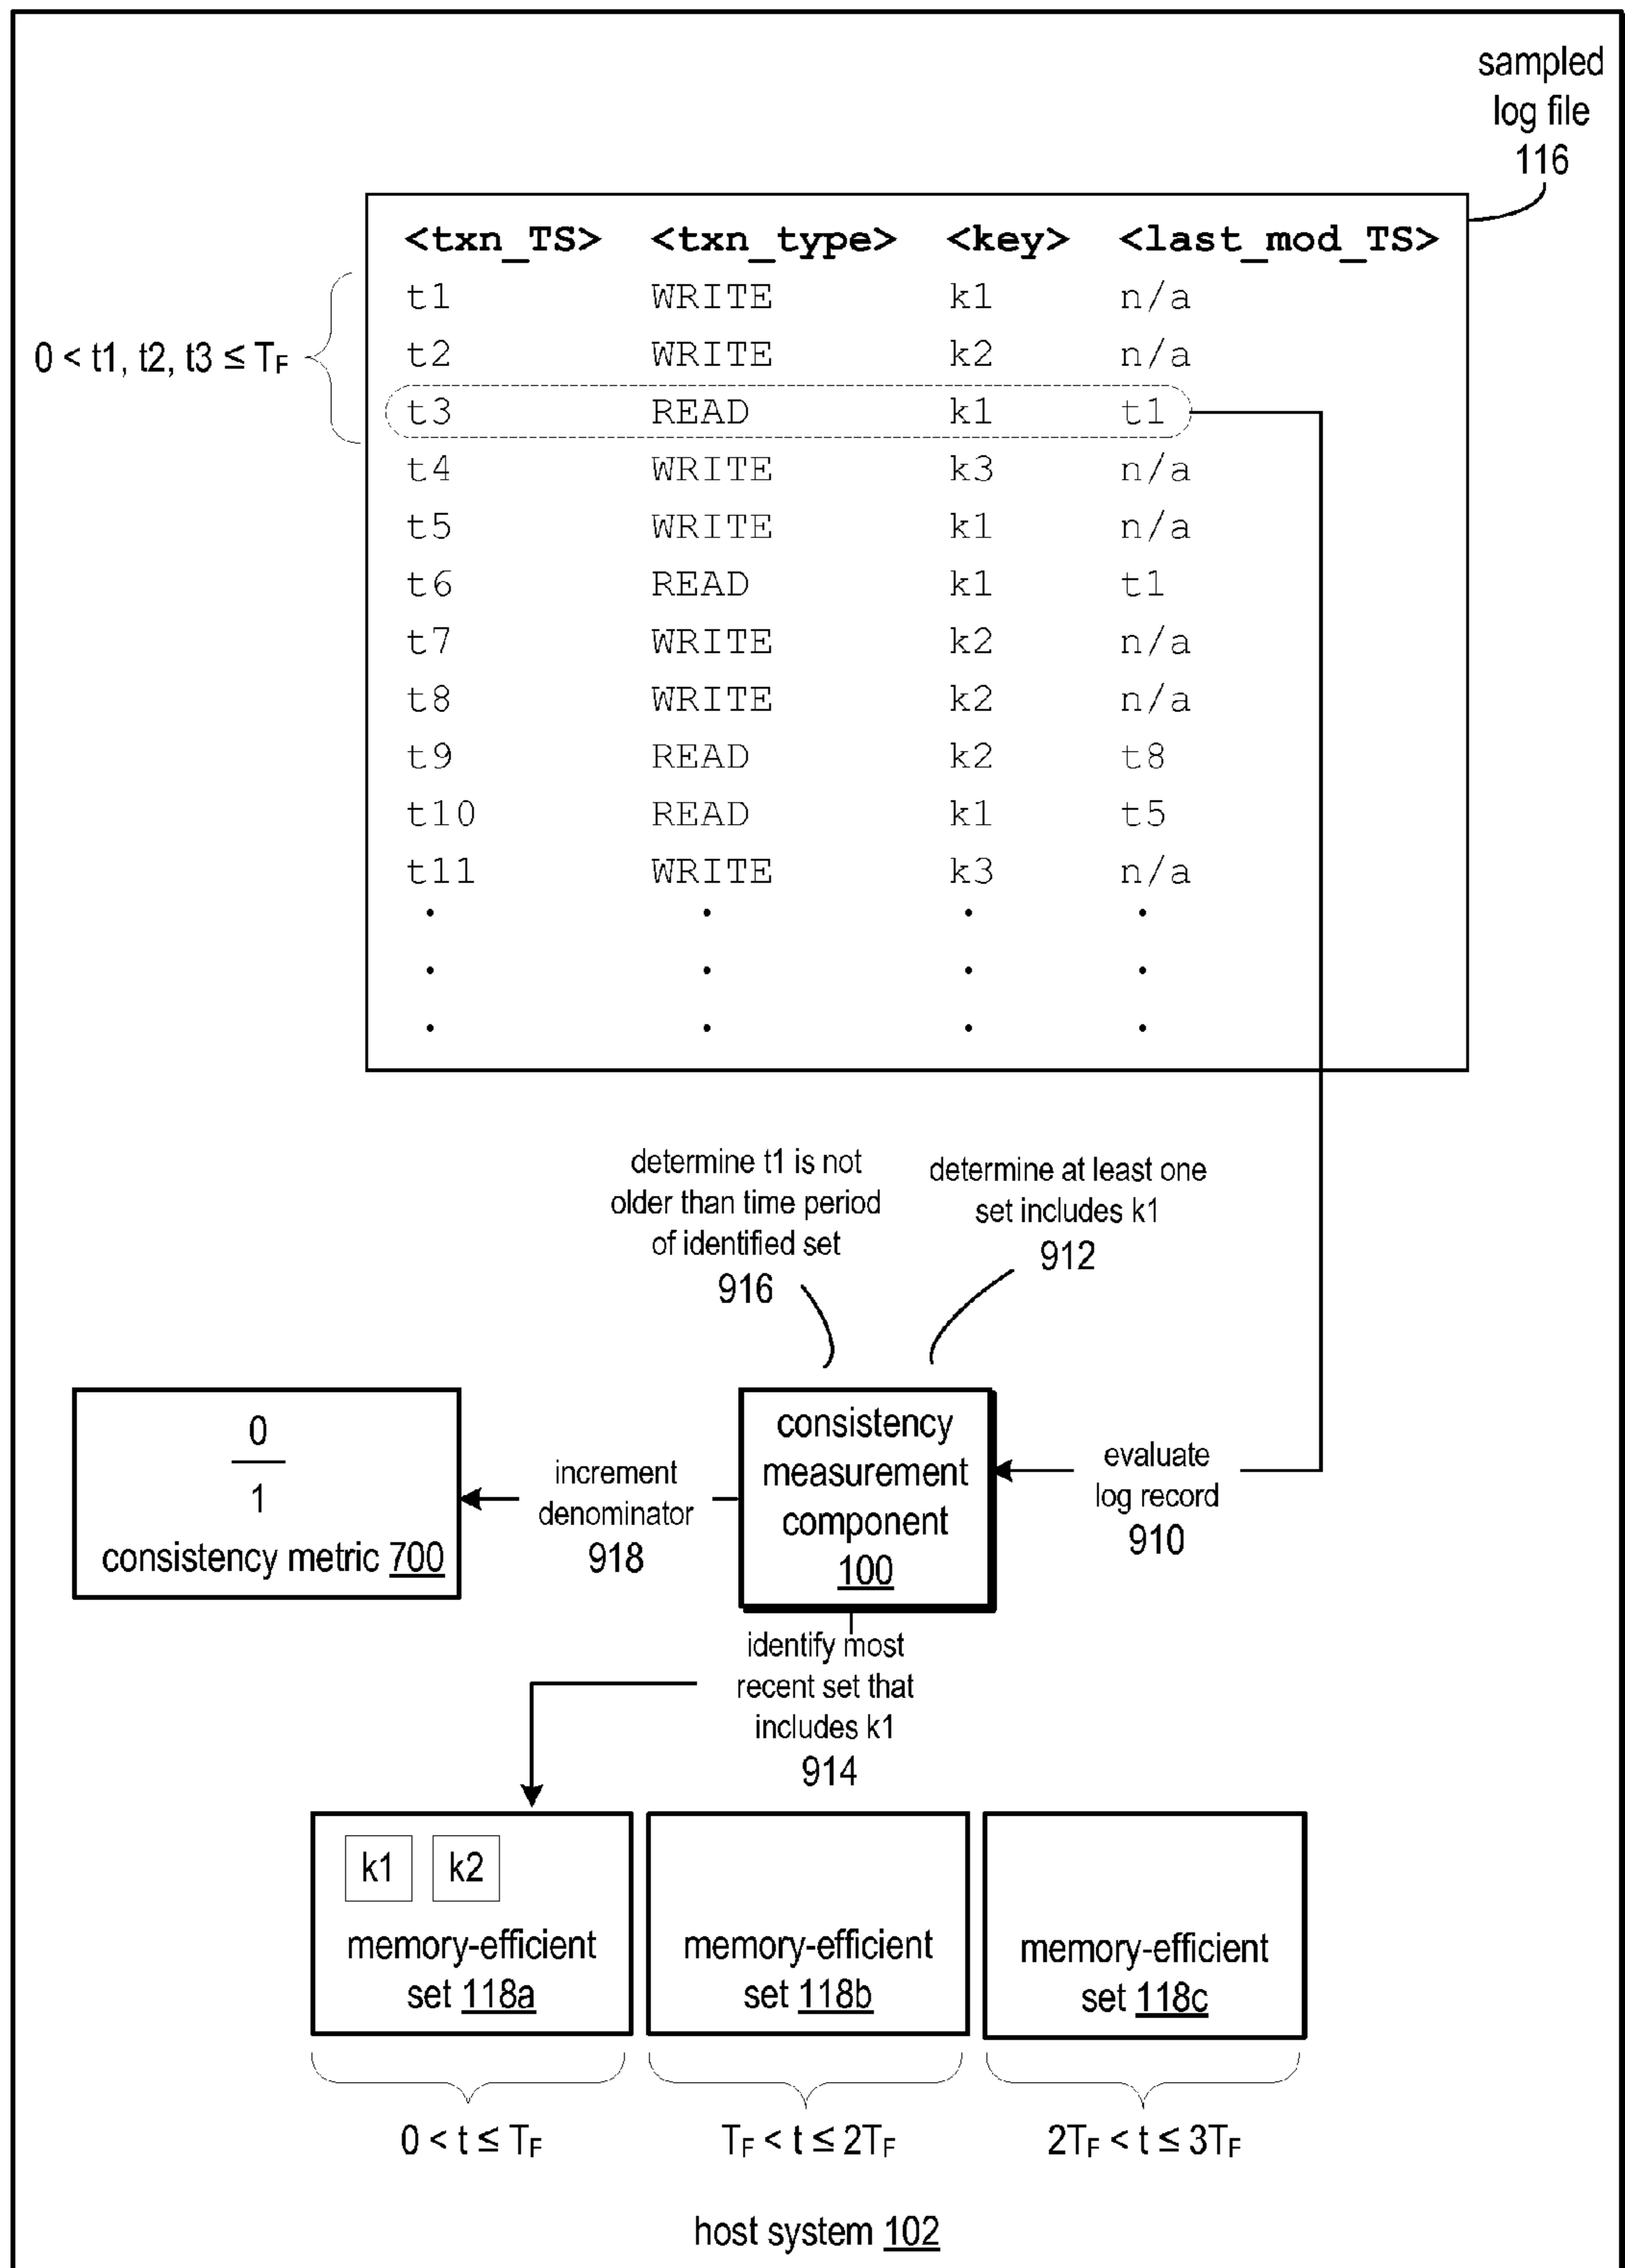 sampled
log file
116
<txn_TS> <txn_type> <key> <last_mod_TS>
t1 WRITE k1 n/a
t2 WRITE k2 n/a
0 < t1, t2, t3 ≤ TF
t3 READ k1 t1
t4 WRITE k3 n/a
t5 WRITE k1 n/a
t6 READ k1 t1
t7 WRITE k2 n/a
t8 WRITE k2 n/a
t9 READ k2 t8
t10 READ k1 t5
t11 WRITE k3 n/a
determine t1 is not
older than time period
of identified set
916
determine at least one
set includes k1
912
0
1
consistency metric 700
increment
denominator
918
consistency
measurement
component
100
evaluate
log record
910
identify most
recent set that
includes k1
914
k1 k2
memory-efficient
set 118a
memory-efficient
set 118b
memory-efficient
set 118c
0 < t ≤ TF
TF < t ≤ 2TF
2TF < t ≤ 3TF
host system 102